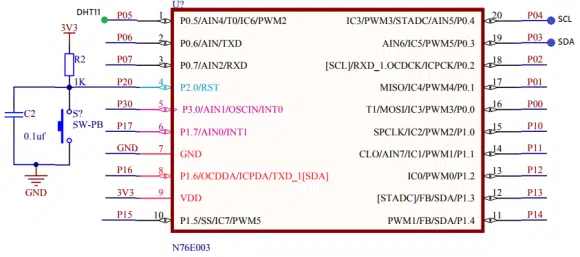 U?
DHT11 P05 1 P0.5/AIN4/T0/IC6/PWM2 IC3/PWM3/STADC/AIN5/P0.4 20 P04 SCL
3V3 P06 2 P0.6/AIN/TXD AIN6/IC5/PWM5/P0.3 19 P03 SDA
R2 P07 3 P0.7/AIN2/RXD [SCL]/RXD_1.OCDCK/ICPCK/P0.2 18 P02
1K P20 4 P2.0/RST MISO/IC4/PWM4/P0.1 17 P01
C2 S? P30 5 P3.0/AIN1/OSCIN/INT0 T1/MOSI/IC3/PWM3/P0.0 16 P00
0.1uf SW-PB P17 6 P1.7/AIN0/INT1 SPCLK/IC2/PWM2/P1.0 15 P10
GND 7 GND CLO/AIN7/IC1/PWM1/P1.1 14 P11
P16 8 P1.6/OCDDA/ICPDA/TXD_1[SDA] IC0/PWM0/P1.2 13 P12
GND 3V3 9 VDD [STADC]/FB/SDA/P1.3 12 P13
P15 10 P1.5/SS/IC7/PWM5 PWM1/FB/SDA/P1.4 11 P14
N76E003